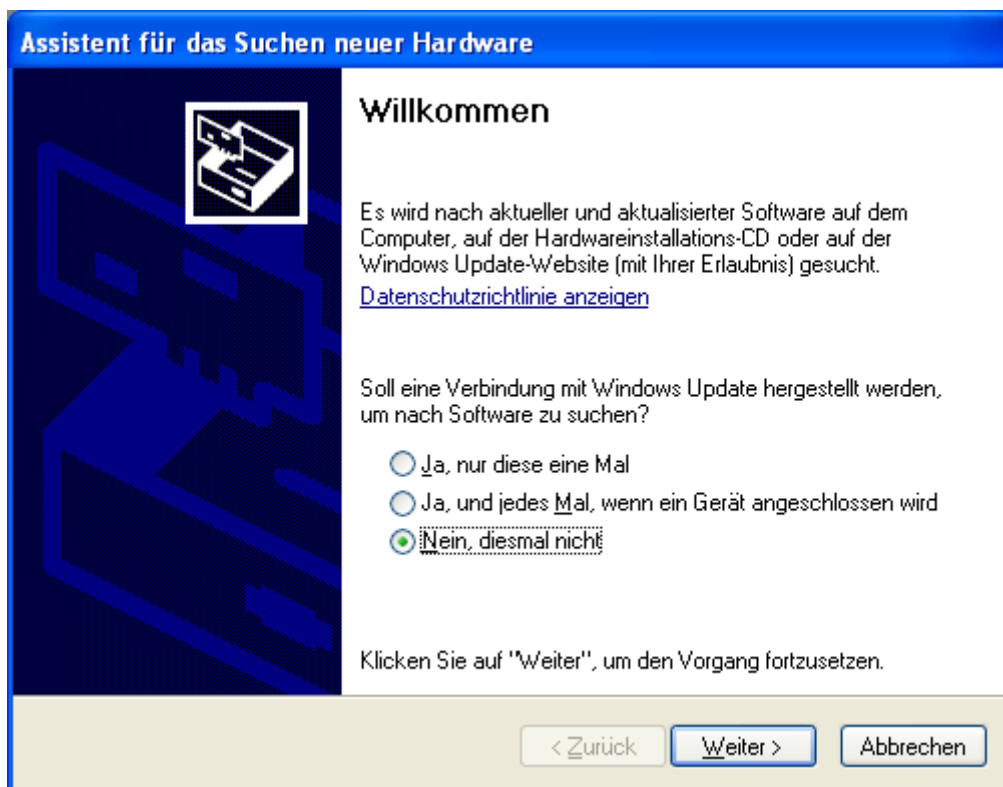 Assistent für das Suchen neuer Hardware
Willkommen
Es wird nach aktueller und aktualisierter Software auf dem
Computer, auf der Hardwareinstallations-CD oder auf der
Windows Update-Website (mit Ihrer Erlaubnis) gesucht.
Datenschutzrichtlinie anzeigen
Soll eine Verbindung mit Windows Update hergestellt werden,
um nach Software zu suchen?
Ja, nur diese eine Mal
Ja, und jedes Mal, wenn ein Gerät angeschlossen wird
Nein, diesmal nicht
Klicken Sie auf "Weiter", um den Vorgang fortzusetzen.
< Zurück Weiter > Abbrechen